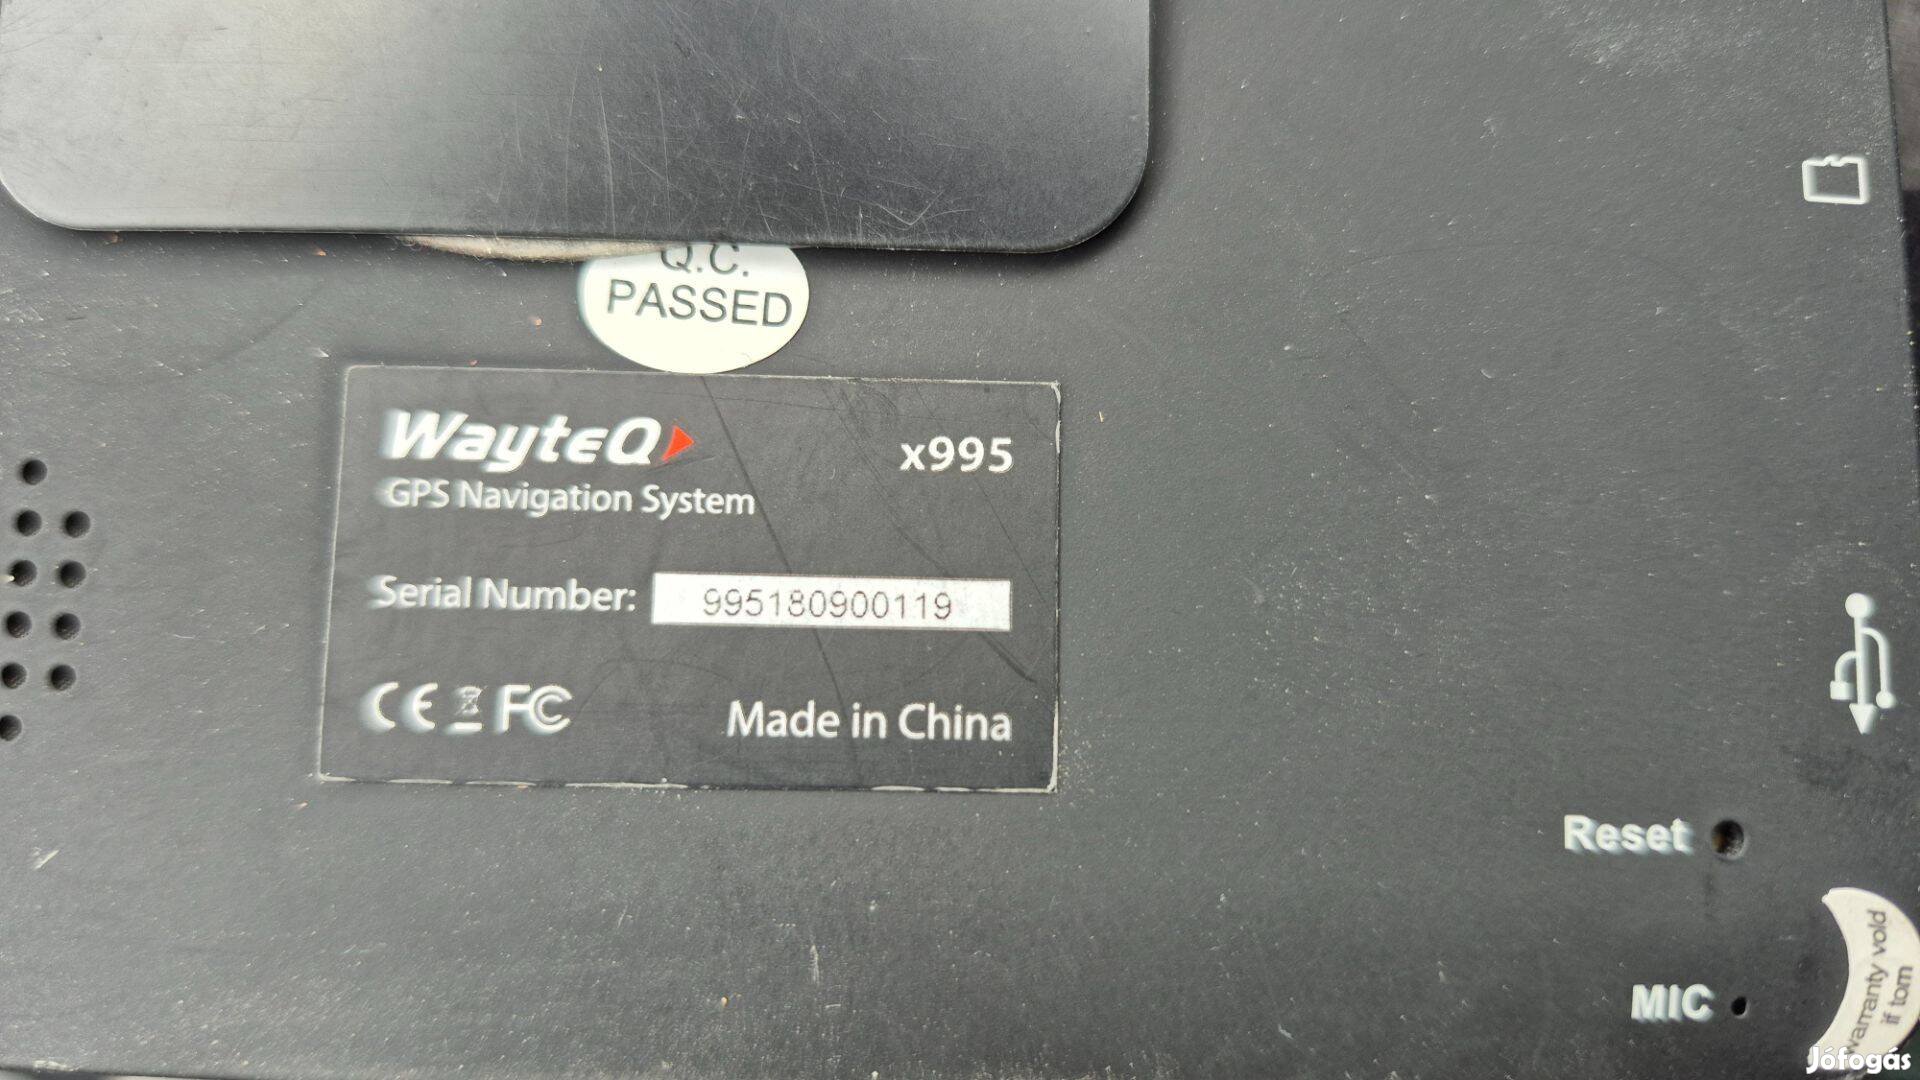 Q.C.
PASSED
WayteQ
x995
GPS Navigation System
Serial Number: 995180900119
CE FC
Made in China
Reset
MIC
warranty void
if torn
Jófogás